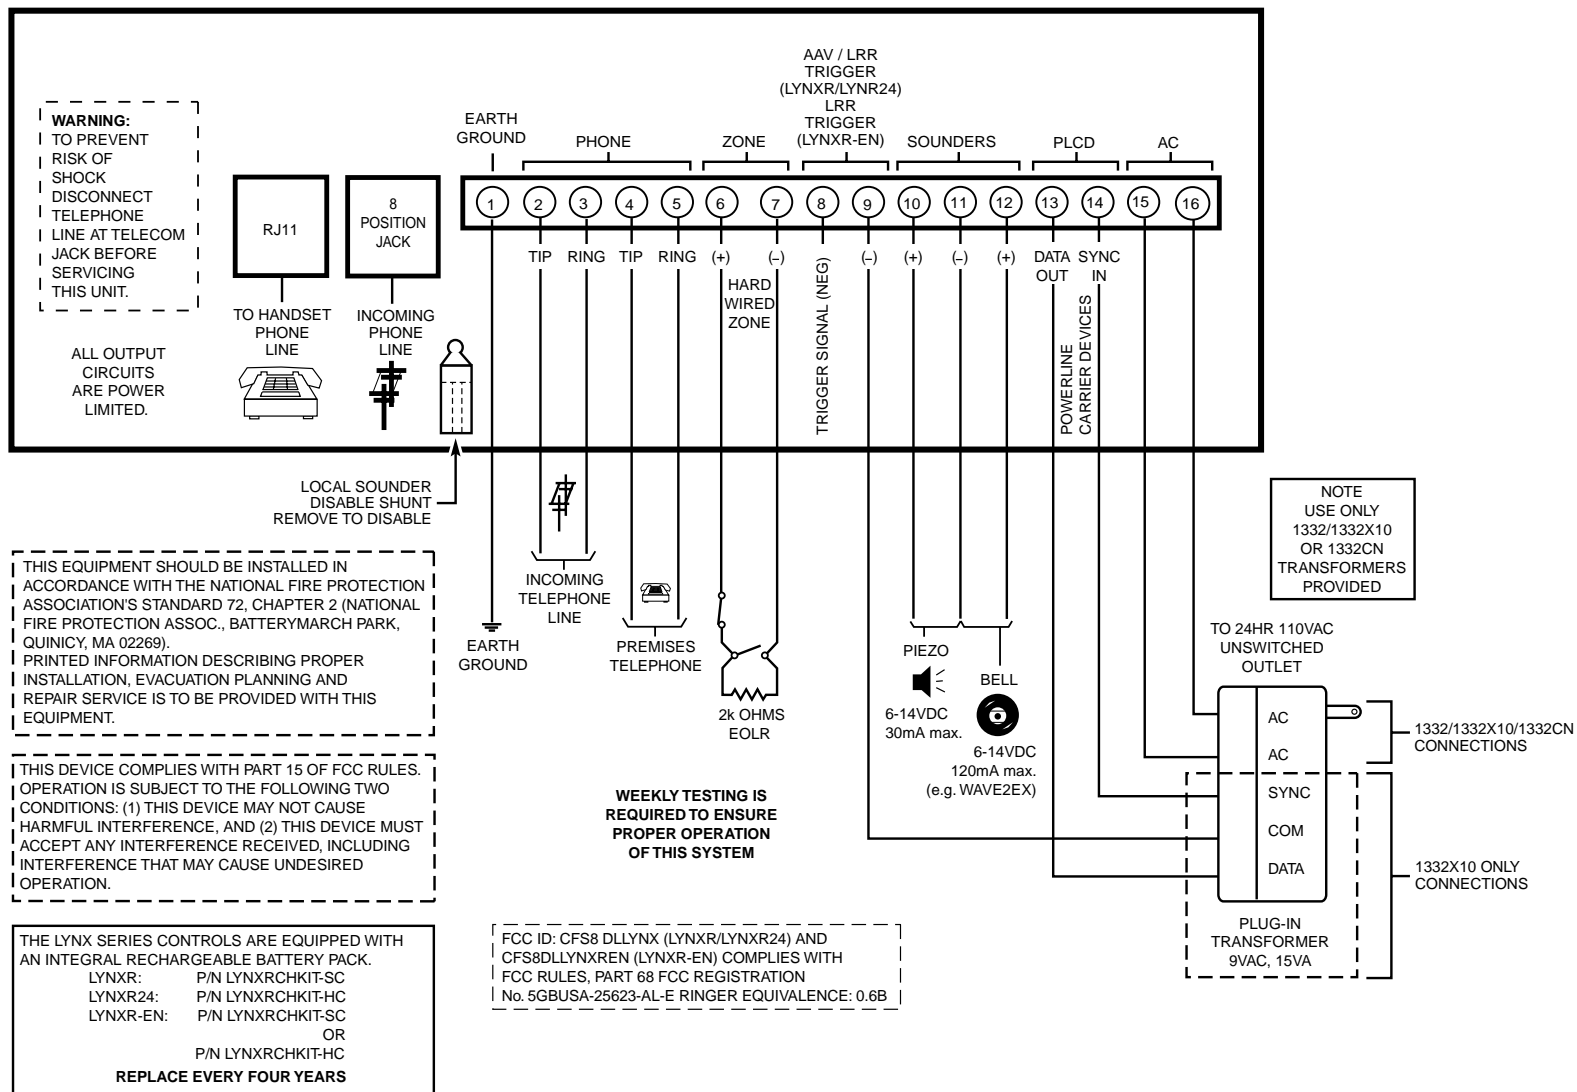 WARNING:
TO PREVENT
RISK OF
SHOCK
DISCONNECT
TELEPHONE
LINE AT TELECOM
JACK BEFORE
SERVICING
THIS UNIT.
ALL OUTPUT
CIRCUITS
ARE POWER
LIMITED.
RJ11
TO HANDSET
PHONE
LINE
8
POSITION
JACK
INCOMING
PHONE
LINE
EARTH
GROUND
PHONE
ZONE
AAV / LRR
TRIGGER
(LYNXR/LYNR24)
LRR
TRIGGER
(LYNXR-EN)
SOUNDERS
PLCD
AC
1 2 3 4 5 6 7 8 9 10 11 12 13 14 15 16
TIP RING TIP RING (+) (–) (–) (+) (–) (+) DATA SYNC
OUT IN
HARD
WIRED
ZONE
TRIGGER SIGNAL (NEG)
POWERLINE
CARRIER DEVICES
LOCAL SOUNDER
DISABLE SHUNT
REMOVE TO DISABLE
EARTH
GROUND
INCOMING
TELEPHONE
LINE
PREMISES
TELEPHONE
2k OHMS
EOLR
PIEZO
6-14VDC
30mA max.
BELL
6-14VDC
120mA max.
(e.g. WAVE2EX)
NOTE
USE ONLY
1332/1332X10
OR 1332CN
TRANSFORMERS
PROVIDED
TO 24HR 110VAC
UNSWITCHED
OUTLET
AC
AC
SYNC
COM
DATA
PLUG-IN
TRANSFORMER
9VAC, 15VA
1332/1332X10/1332CN
CONNECTIONS
1332X10 ONLY
CONNECTIONS
THIS EQUIPMENT SHOULD BE INSTALLED IN
ACCORDANCE WITH THE NATIONAL FIRE PROTECTION
ASSOCIATION'S STANDARD 72, CHAPTER 2 (NATIONAL
FIRE PROTECTION ASSOC., BATTERYMARCH PARK,
QUINICY, MA 02269).
PRINTED INFORMATION DESCRIBING PROPER
INSTALLATION, EVACUATION PLANNING AND
REPAIR SERVICE IS TO BE PROVIDED WITH THIS
EQUIPMENT.
THIS DEVICE COMPLIES WITH PART 15 OF FCC RULES.
OPERATION IS SUBJECT TO THE FOLLOWING TWO
CONDITIONS: (1) THIS DEVICE MAY NOT CAUSE
HARMFUL INTERFERENCE, AND (2) THIS DEVICE MUST
ACCEPT ANY INTERFERENCE RECEIVED, INCLUDING
INTERFERENCE THAT MAY CAUSE UNDESIRED
OPERATION.
WEEKLY TESTING IS
REQUIRED TO ENSURE
PROPER OPERATION
OF THIS SYSTEM
THE LYNX SERIES CONTROLS ARE EQUIPPED WITH
AN INTEGRAL RECHARGEABLE BATTERY PACK.
LYNXR: P/N LYNXRCHKIT-SC
LYNXR24: P/N LYNXRCHKIT-HC
LYNXR-EN: P/N LYNXRCHKIT-SC
OR
P/N LYNXRCHKIT-HC
REPLACE EVERY FOUR YEARS
FCC ID: CFS8 DLLYNX (LYNXR/LYNXR24) AND
CFS8DLLYNXREN (LYNXR-EN) COMPLIES WITH
FCC RULES, PART 68 FCC REGISTRATION
No. 5GBUSA-25623-AL-E RINGER EQUIVALENCE: 0.6B